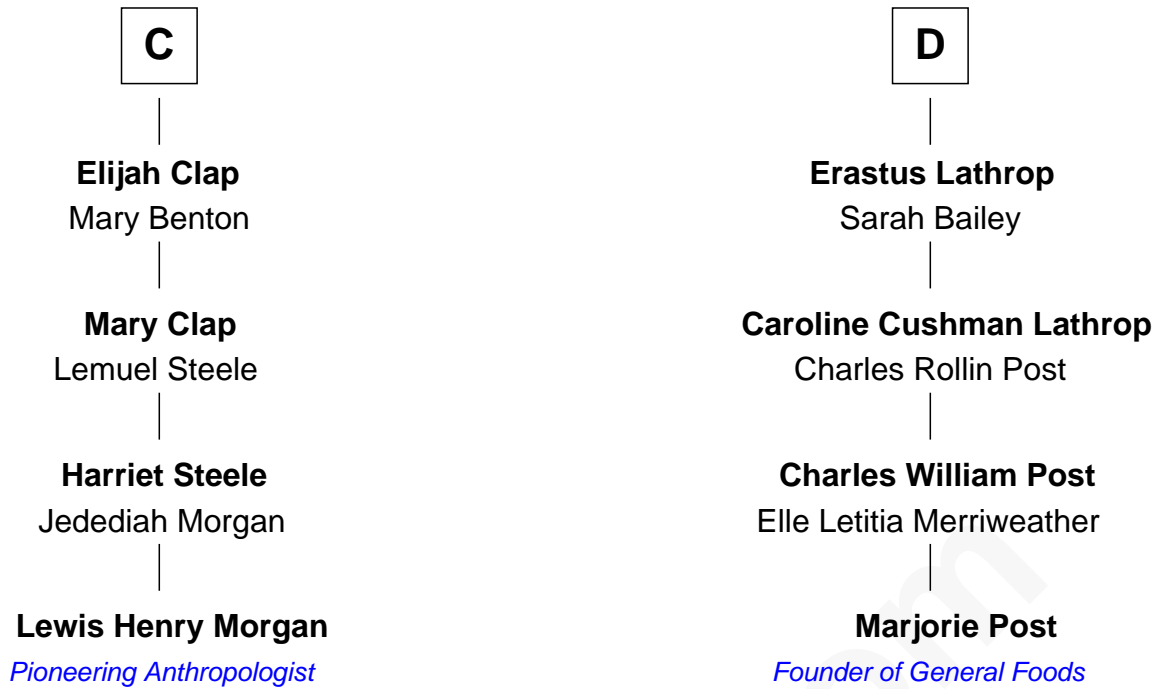 C
Elijah Clap
Mary Benton
Mary Clap
Lemuel Steele
Harriet Steele
Jedediah Morgan
Lewis Henry Morgan
Pioneering Anthropologist
D
Erastus Lathrop
Sarah Bailey
Caroline Cushman Lathrop
Charles Rollin Post
Charles William Post
Elle Letitia Merriweather
Marjorie Post
Founder of General Foods